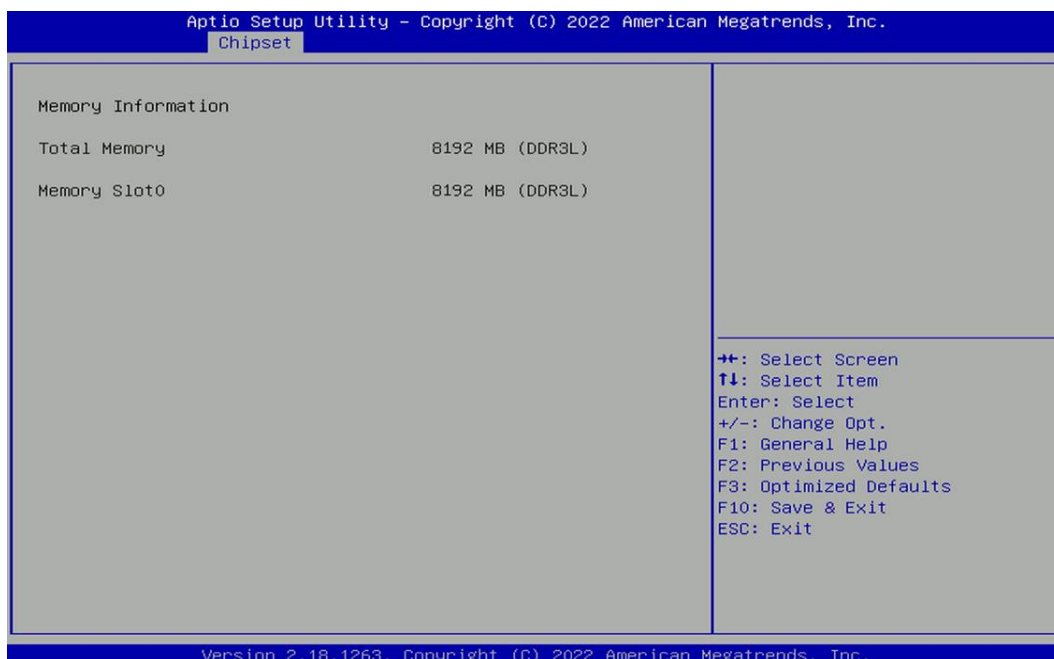 Aptio Setup Utility – Copyright (C) 2022 American Megatrends, Inc.
Chipset
Memory Information
Total Memory 8192 MB (DDR3L)
Memory Slot0 8192 MB (DDR3L)
→←: Select Screen
↑↓: Select Item
Enter: Select
+/-: Change Opt.
F1: General Help
F2: Previous Values
F3: Optimized Defaults
F10: Save & Exit
ESC: Exit
Version 2.18.1263. Copyright (C) 2022 American Megatrends, Inc.